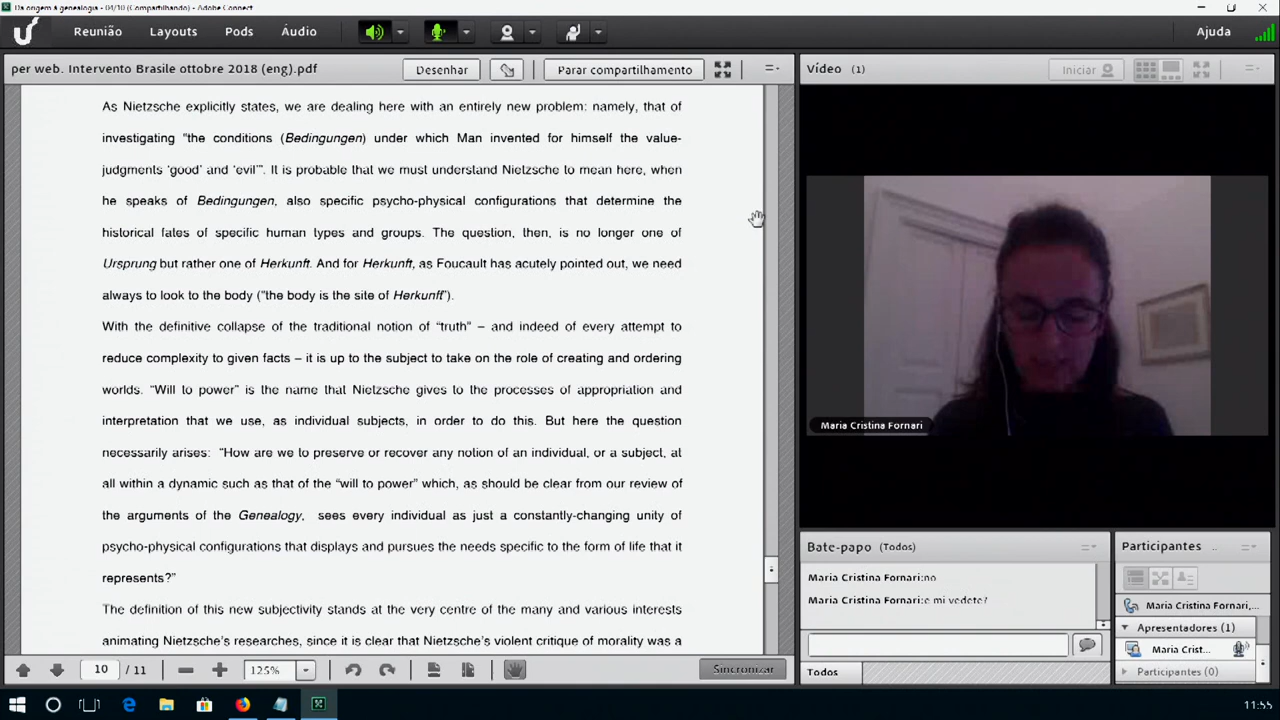 Da origem à genealogia - 04/10 (Compartilhando) - Adobe Connect
Reunião Layouts Pods Áudio Ajuda
per web. Intervento Brasile ottobre 2018 (eng).pdf Desenhar Parar compartilhamento
As Nietzsche explicitly states, we are dealing here with an entirely new problem: namely, that of
investigating “the conditions (Bedingungen) under which Man invented for himself the value-
judgments ‘good’ and ‘evil’”. It is probable that we must understand Nietzsche to mean here, when
he speaks of Bedingungen, also specific psycho-physical configurations that determine the
historical fates of specific human types and groups. The question, then, is no longer one of
Ursprung but rather one of Herkunft. And for Herkunft, as Foucault has acutely pointed out, we need
always to look to the body (“the body is the site of Herkunft”).
With the definitive collapse of the traditional notion of “truth” – and indeed of every attempt to
reduce complexity to given facts – it is up to the subject to take on the role of creating and ordering
worlds. “Will to power” is the name that Nietzsche gives to the processes of appropriation and
interpretation that we use, as individual subjects, in order to do this. But here the question
necessarily arises: “How are we to preserve or recover any notion of an individual, or a subject, at
all within a dynamic such as that of the “will to power” which, as should be clear from our review of
the arguments of the Genealogy, sees every individual as just a constantly-changing unity of
psycho-physical configurations that displays and pursues the needs specific to the form of life that it
represents?”
The definition of this new subjectivity stands at the very centre of the many and various interests
animating Nietzsche’s researches, since it is clear that Nietzsche’s violent critique of morality was a
10 / 11 125% Sincronizar
Vídeo (1) Iniciar
Maria Cristina Fornari
Bate-papo (Todos)
Maria Cristina Fornari:no
Maria Cristina Fornari:e mi vedete?
Todos
Participantes ..
Maria Cristina Fornari,...
Apresentadores (1)
Maria Crist...
Participantes (0)
11:55